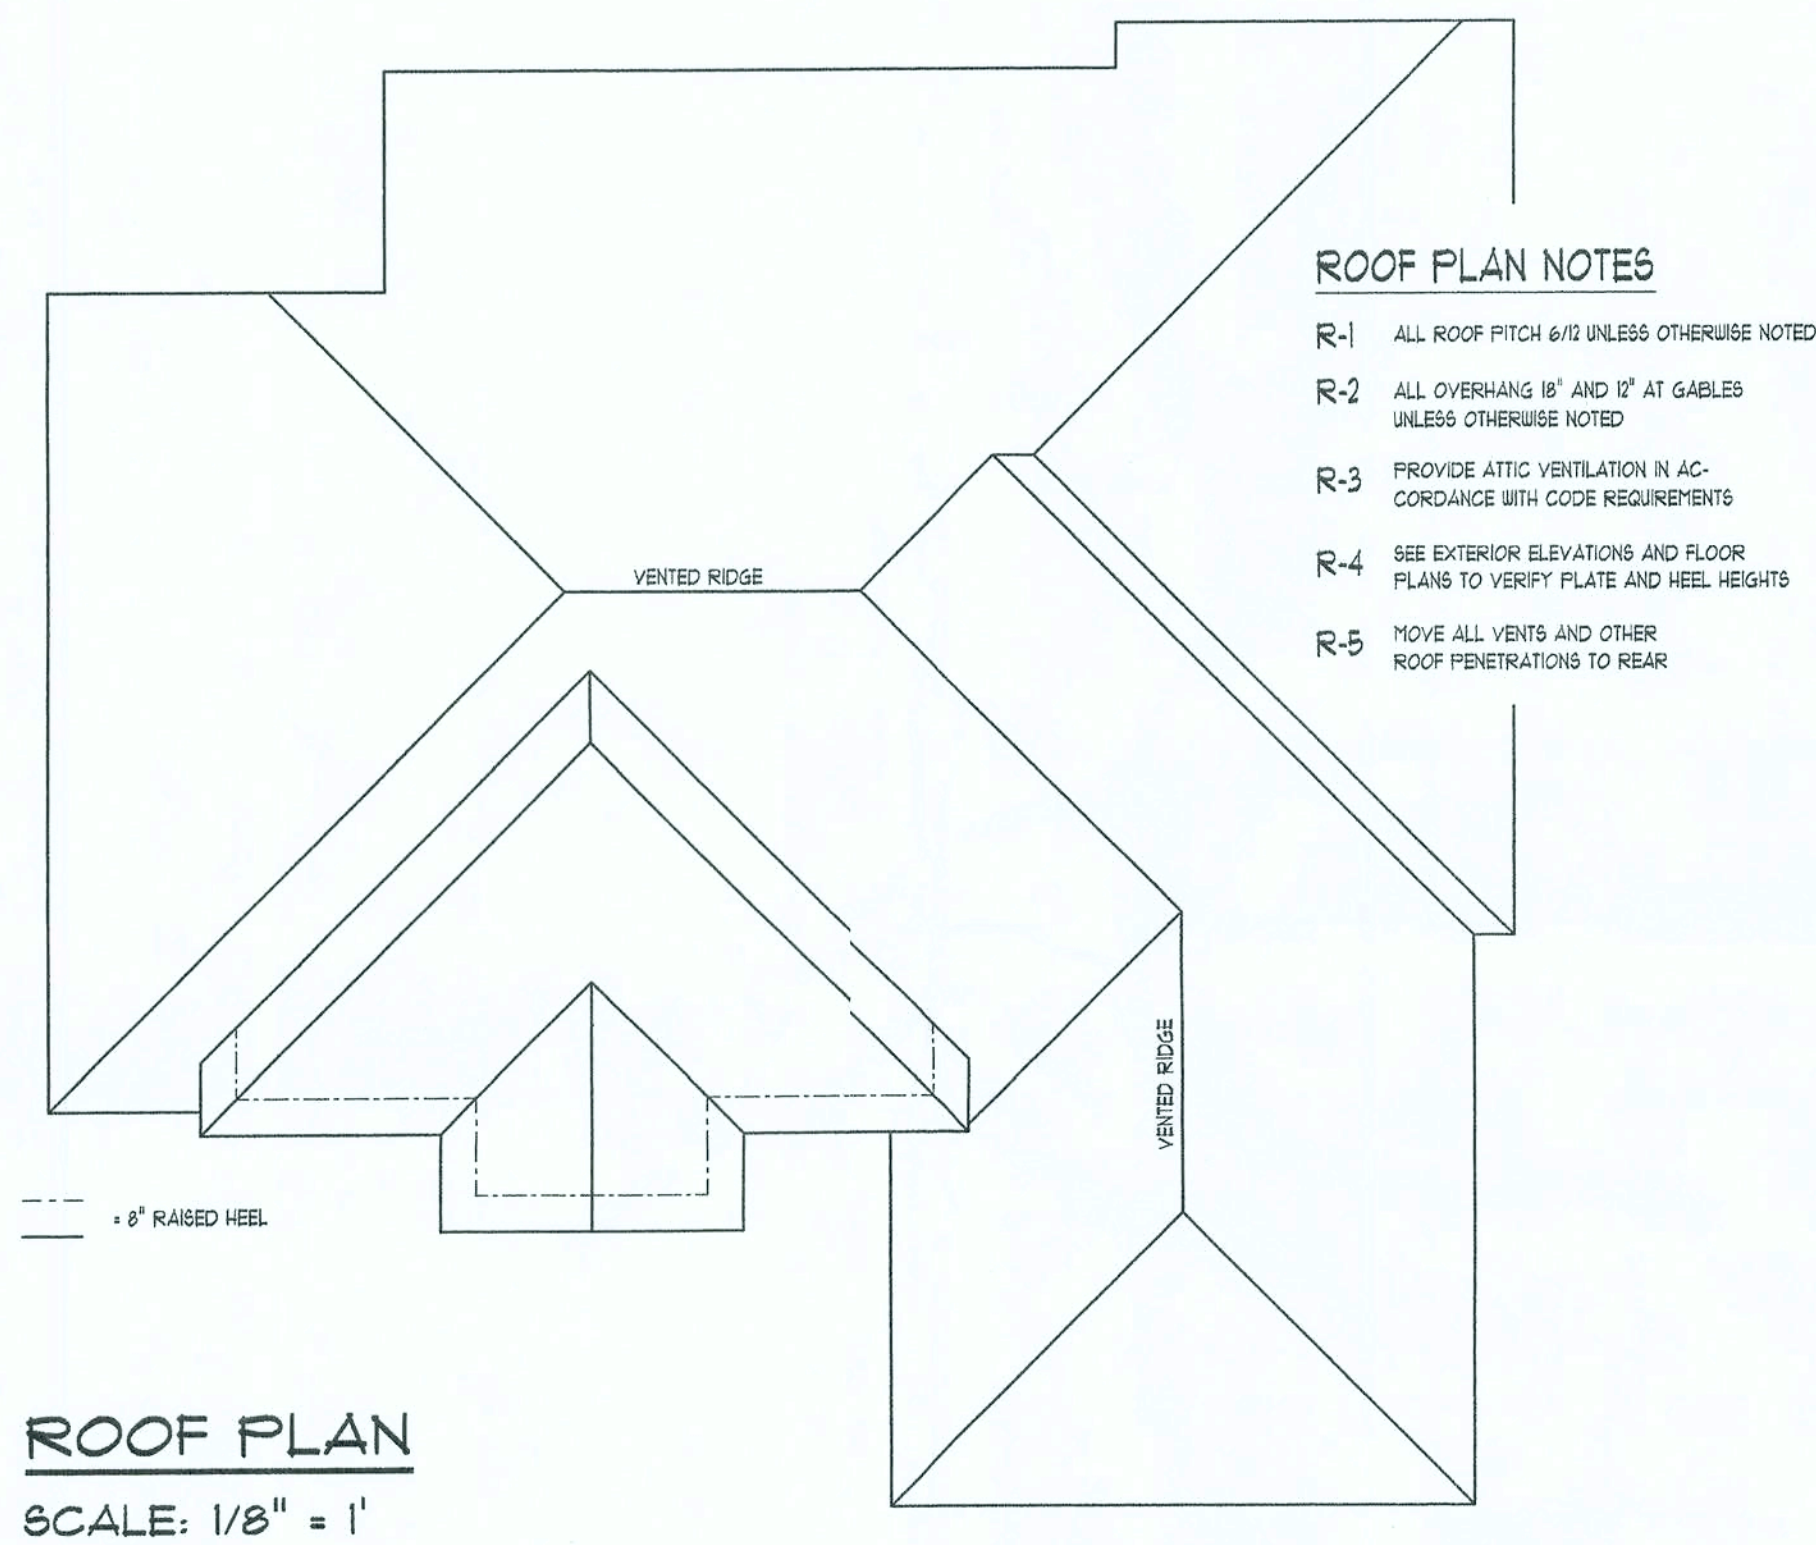 ROOF PLAN NOTES
R-1 ALL ROOF PITCH 6/12 UNLESS OTHERWISE NOTED
R-2 ALL OVERHANG 18" AND 12" AT GABLES
UNLESS OTHERWISE NOTED
R-3 PROVIDE ATTIC VENTILATION IN AC-
CORDANCE WITH CODE REQUIREMENTS
R-4 SEE EXTERIOR ELEVATIONS AND FLOOR
PLANS TO VERIFY PLATE AND HEEL HEIGHTS
R-5 MOVE ALL VENTS AND OTHER
ROOF PENETRATIONS TO REAR
VENTED RIDGE
VENTED RIDGE
= 8" RAISED HEEL
ROOF PLAN
SCALE: 1/8" = 1'